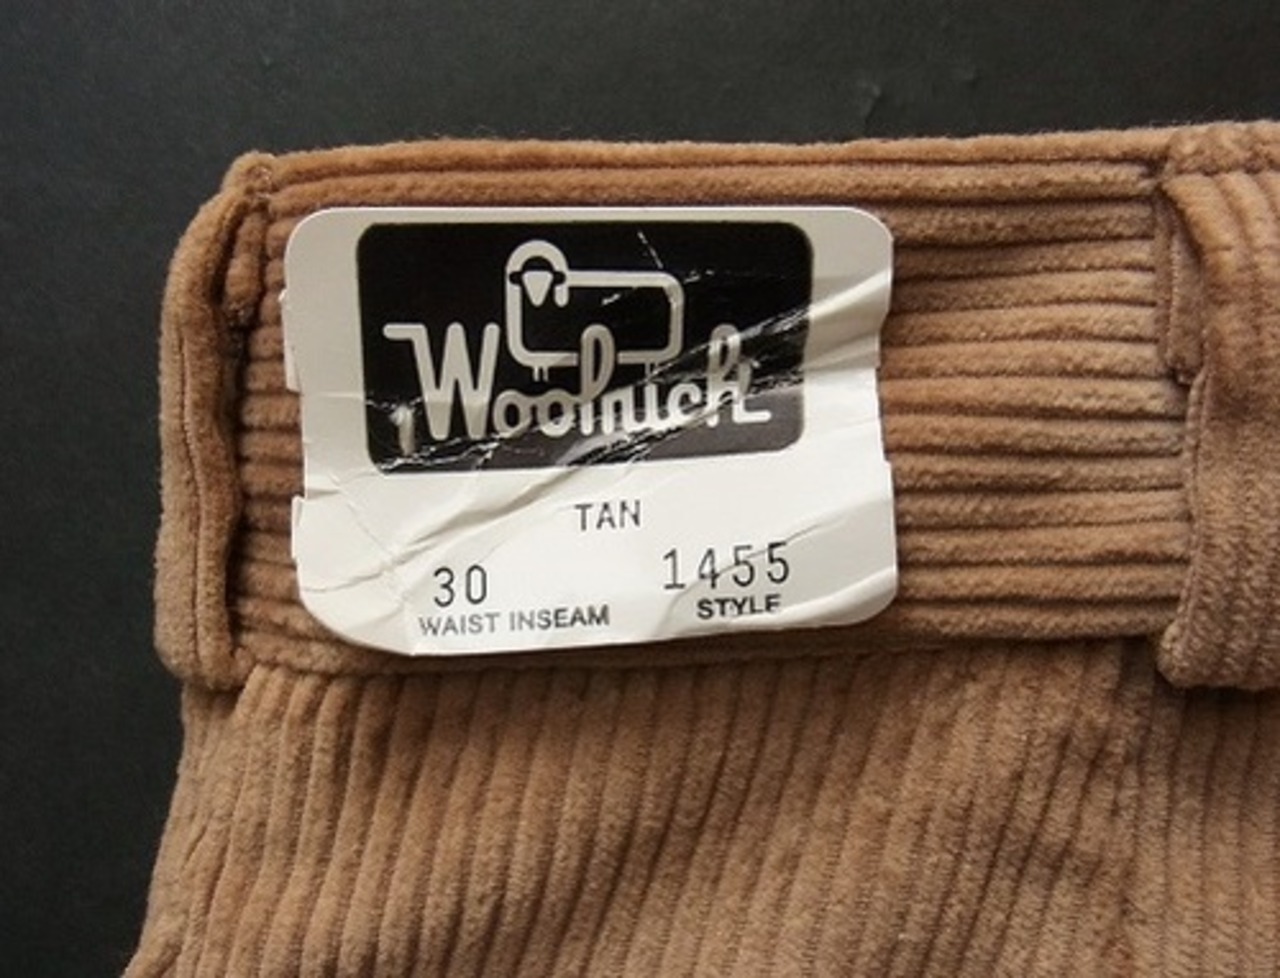 Woolrich
TAN
30 1455
WAIST INSEAM STYLE